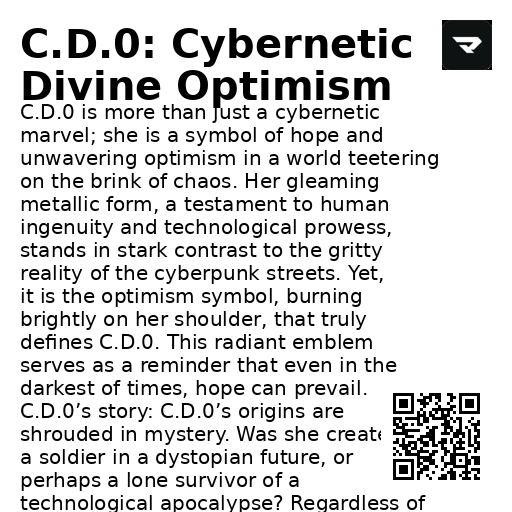 C.D.0: Cybernetic
Divine Optimism
C.D.0 is more than just a cybernetic
marvel; she is a symbol of hope and
unwavering optimism in a world teetering
on the brink of chaos. Her gleaming
metallic form, a testament to human
ingenuity and technological prowess,
stands in stark contrast to the gritty
reality of the cyberpunk streets. Yet,
it is the optimism symbol, burning
brightly on her shoulder, that truly
defines C.D.0. This radiant emblem
serves as a reminder that even in the
darkest of times, hope can prevail.
C.D.0’s story: C.D.0’s origins are
shrouded in mystery. Was she create
a soldier in a dystopian future, or
perhaps a lone survivor of a
technological apocalypse? Regardless of